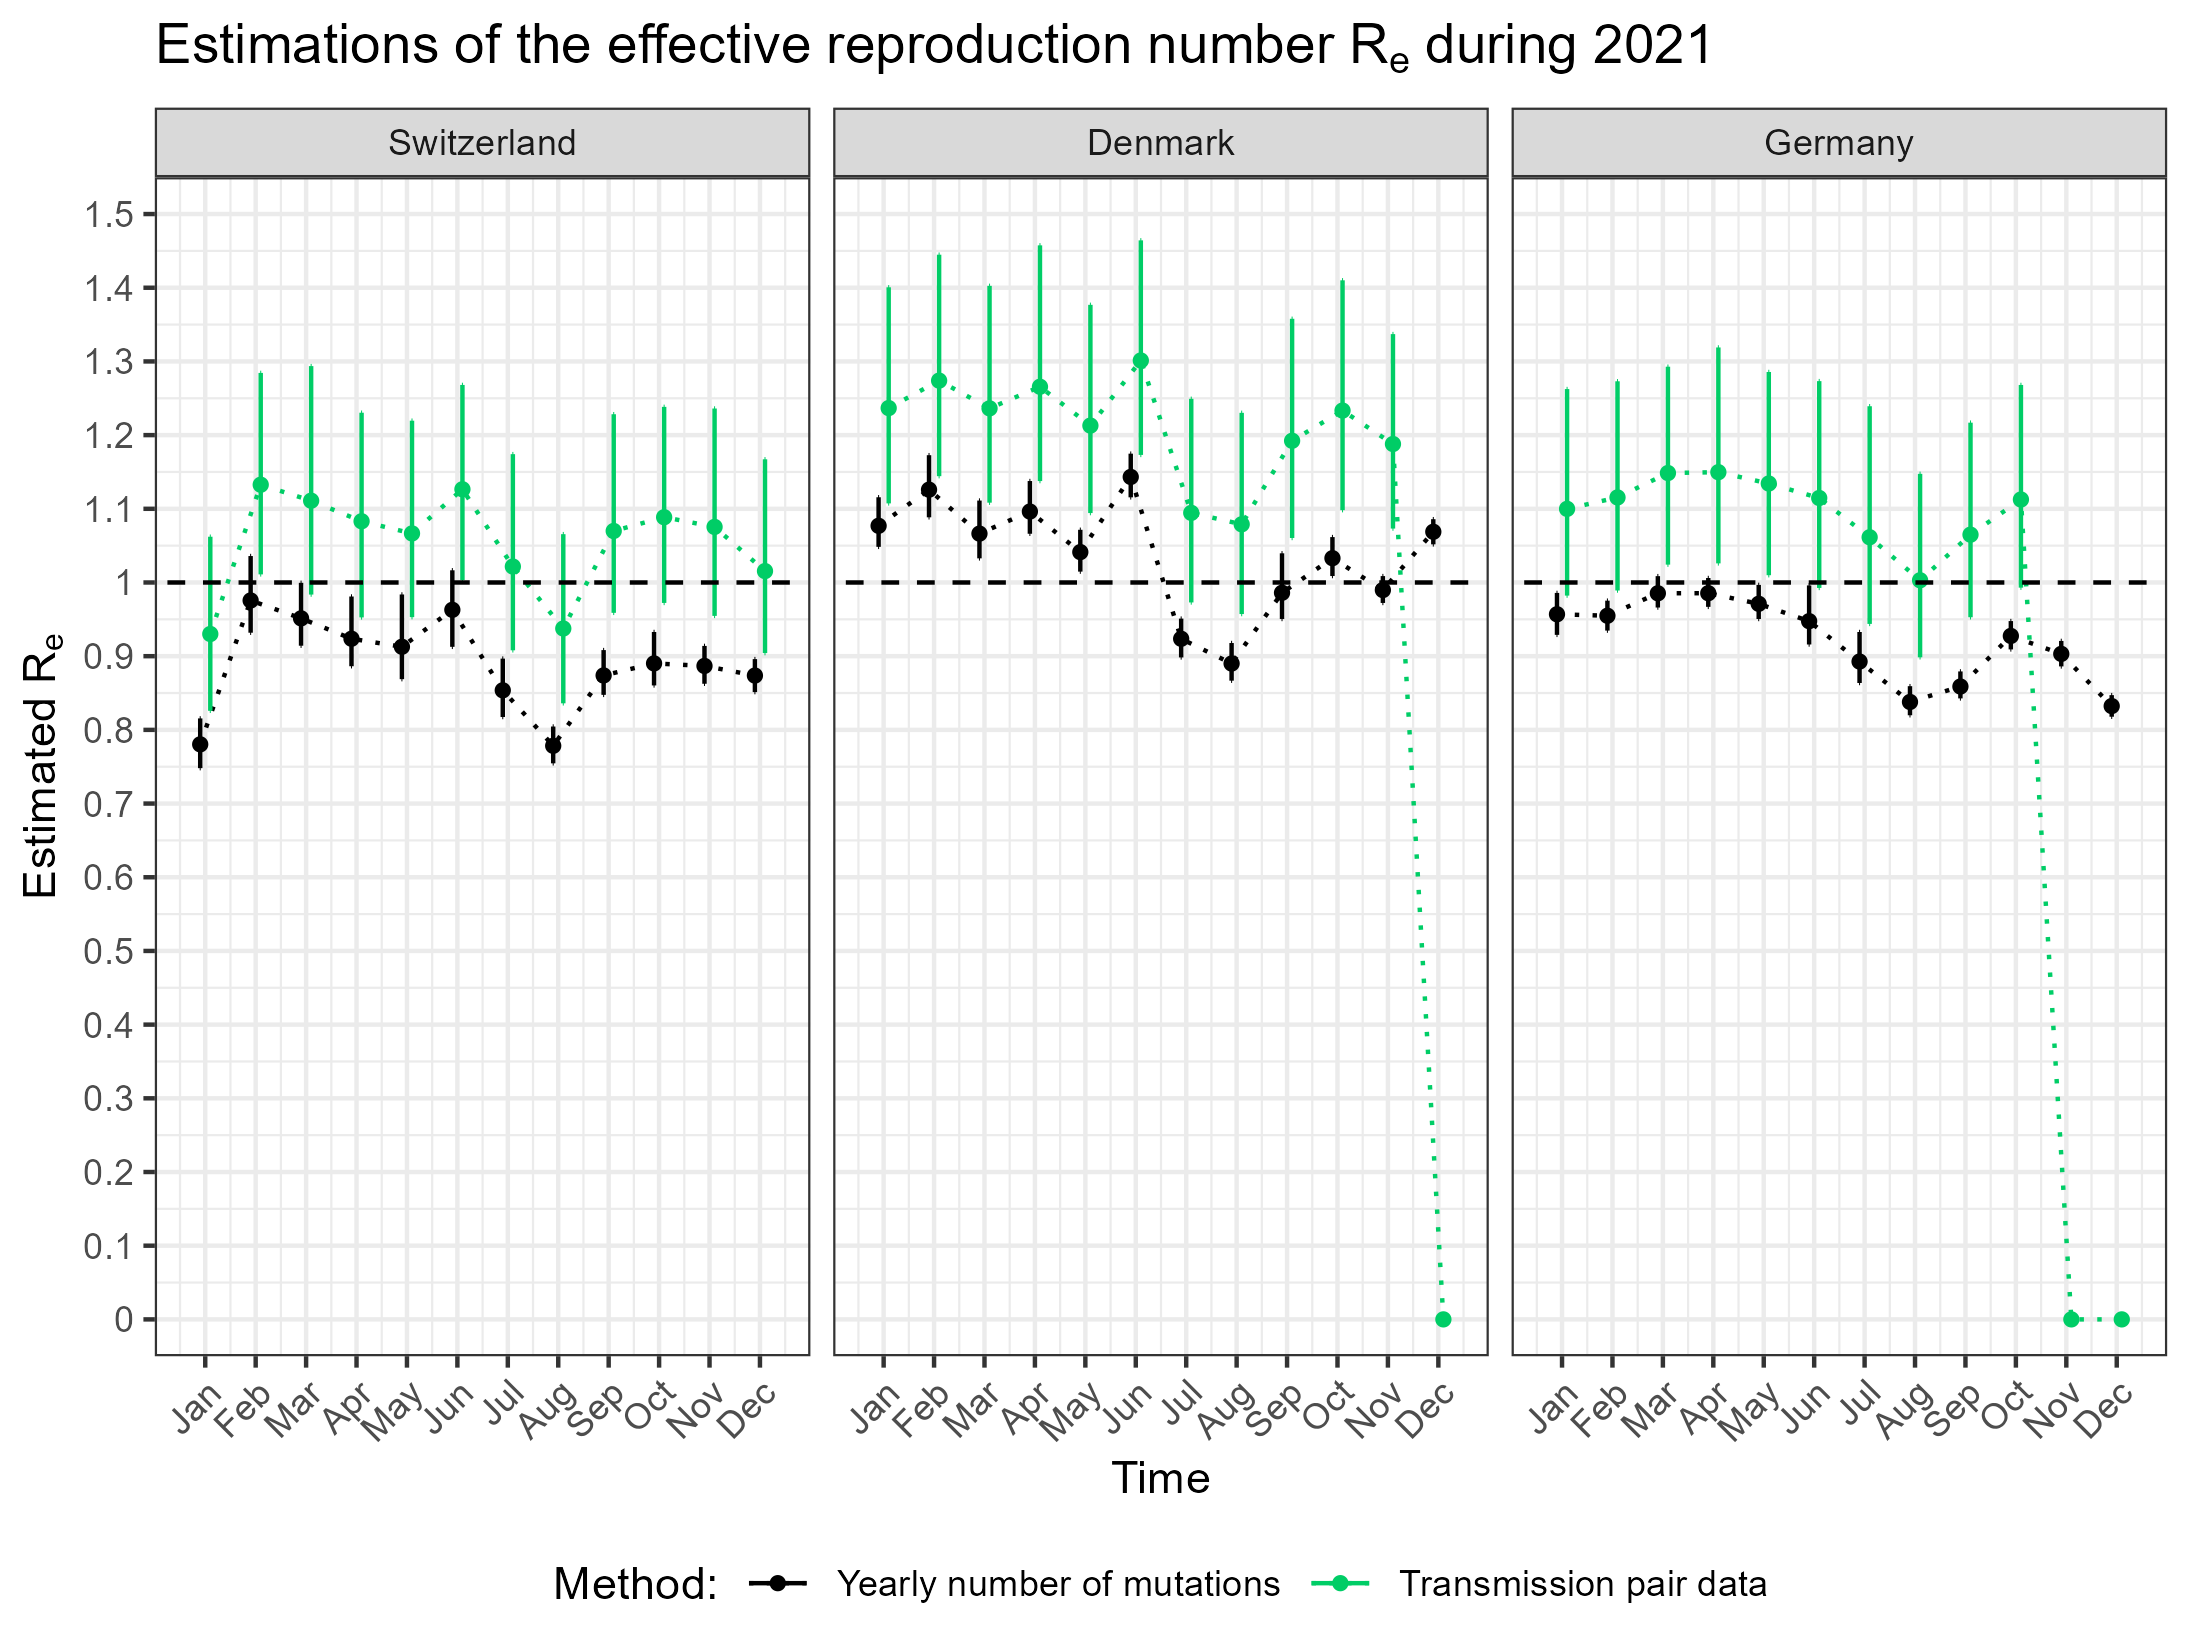 Estimations of the effective reproduction number Re during 2021
Switzerland
Denmark
Germany
Estimated Re
1.5
1.4
1.3
1.2
1.1
1
0.9
0.8
0.7
0.6
0.5
0.4
0.3
0.2
0.1
0
Jan Feb Mar Apr May Jun Jul Aug Sep Oct Nov Dec
Jan Feb Mar Apr May Jun Jul Aug Sep Oct Nov Dec
Jan Feb Mar Apr May Jun Jul Aug Sep Oct Nov Dec
Time
Method: Yearly number of mutations Transmission pair data